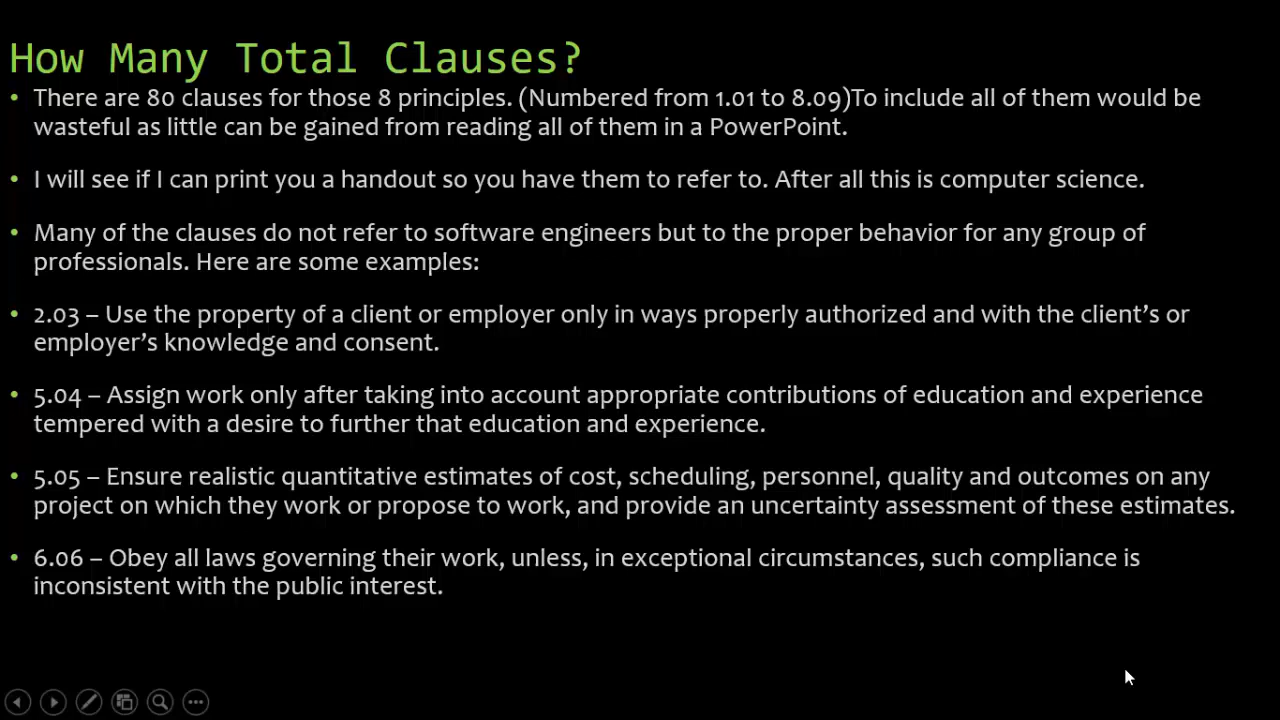 How Many Total Clauses?
• There are 80 clauses for those 8 principles. (Numbered from 1.01 to 8.09)To include all of them would be
wasteful as little can be gained from reading all of them in a PowerPoint.
• I will see if I can print you a handout so you have them to refer to. After all this is computer science.
• Many of the clauses do not refer to software engineers but to the proper behavior for any group of
professionals. Here are some examples:
• 2.03 – Use the property of a client or employer only in ways properly authorized and with the client’s or
employer’s knowledge and consent.
• 5.04 – Assign work only after taking into account appropriate contributions of education and experience
tempered with a desire to further that education and experience.
• 5.05 – Ensure realistic quantitative estimates of cost, scheduling, personnel, quality and outcomes on any
project on which they work or propose to work, and provide an uncertainty assessment of these estimates.
• 6.06 – Obey all laws governing their work, unless, in exceptional circumstances, such compliance is
inconsistent with the public interest.